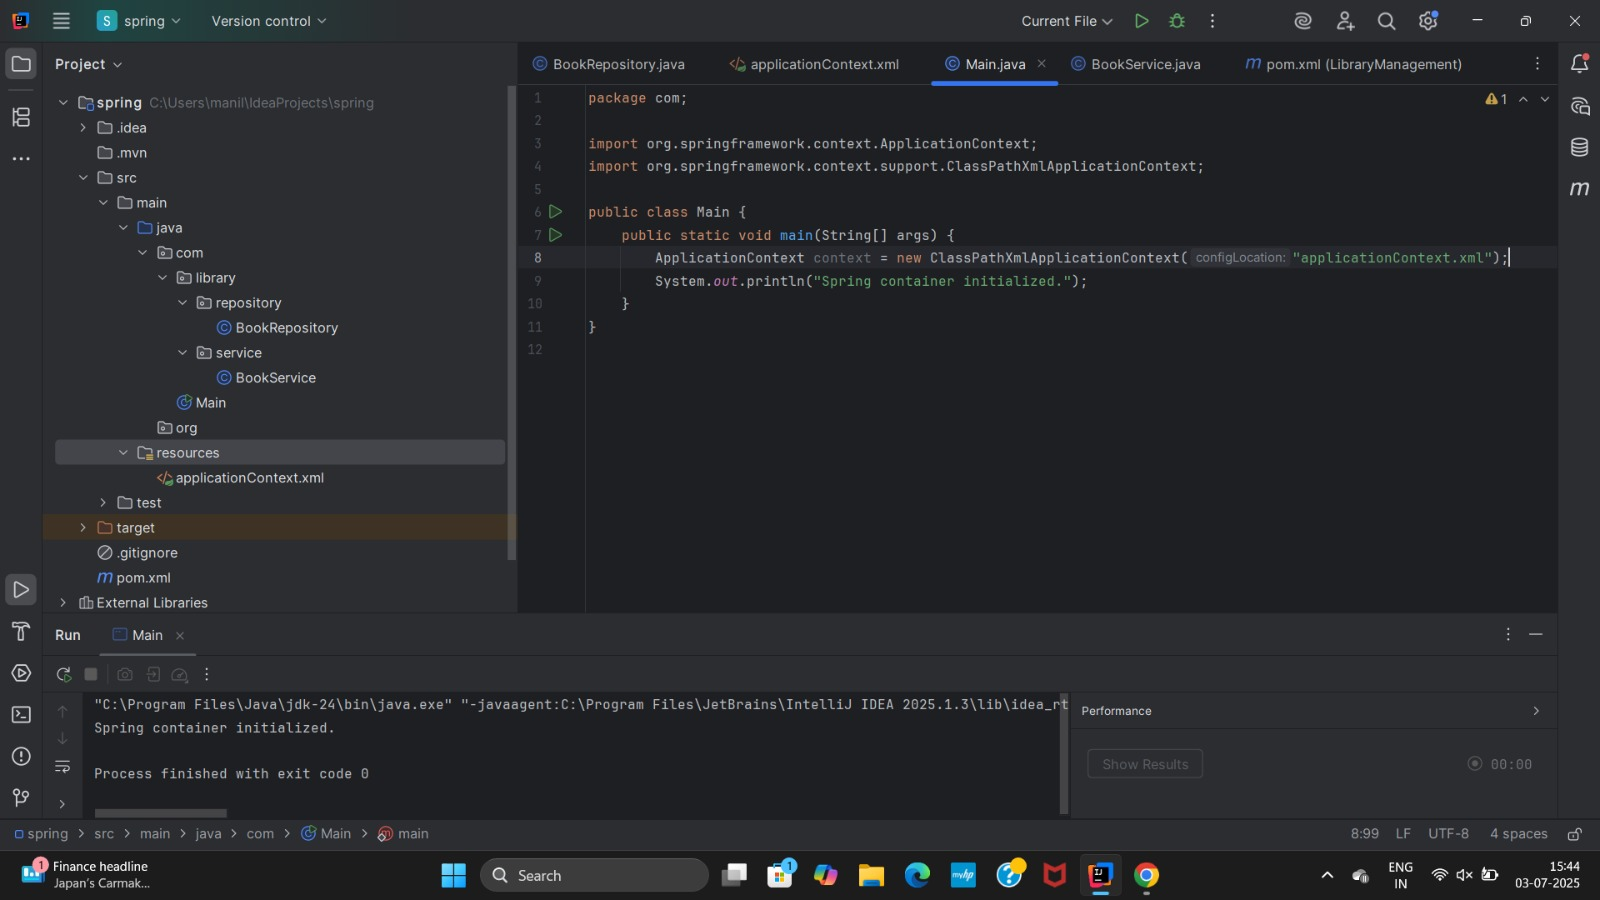 S spring Version control Current File
Project
BookRepository.java applicationContext.xml Main.java BookService.java pom.xml (LibraryManagement)
spring C:\Users\manil\IdeaProjects\spring
.idea
.mvn
src
main
java
com
library
repository
BookRepository
service
BookService
Main
org
resources
applicationContext.xml
test
target
.gitignore
pom.xml
External Libraries
1 package com;
2
3 import org.springframework.context.ApplicationContext;
4 import org.springframework.context.support.ClassPathXmlApplicationContext;
5
6 public class Main {
7 public static void main(String[] args) {
8 ApplicationContext context = new ClassPathXmlApplicationContext( configLocation: "applicationContext.xml");
9 System.out.println("Spring container initialized.");
10 }
11 }
12
1
Run Main
"C:\Program Files\Java\jdk-24\bin\java.exe" "-javaagent:C:\Program Files\JetBrains\IntelliJ IDEA 2025.1.3\lib\idea_rt
Spring container initialized.
Process finished with exit code 0
Performance
Show Results 00:00
spring src main java com Main main 8:99 LF UTF-8 4 spaces
1 Finance headline
Japan's Carmak...
Search
1
myhp
ENG
IN
15:44
03-07-2025